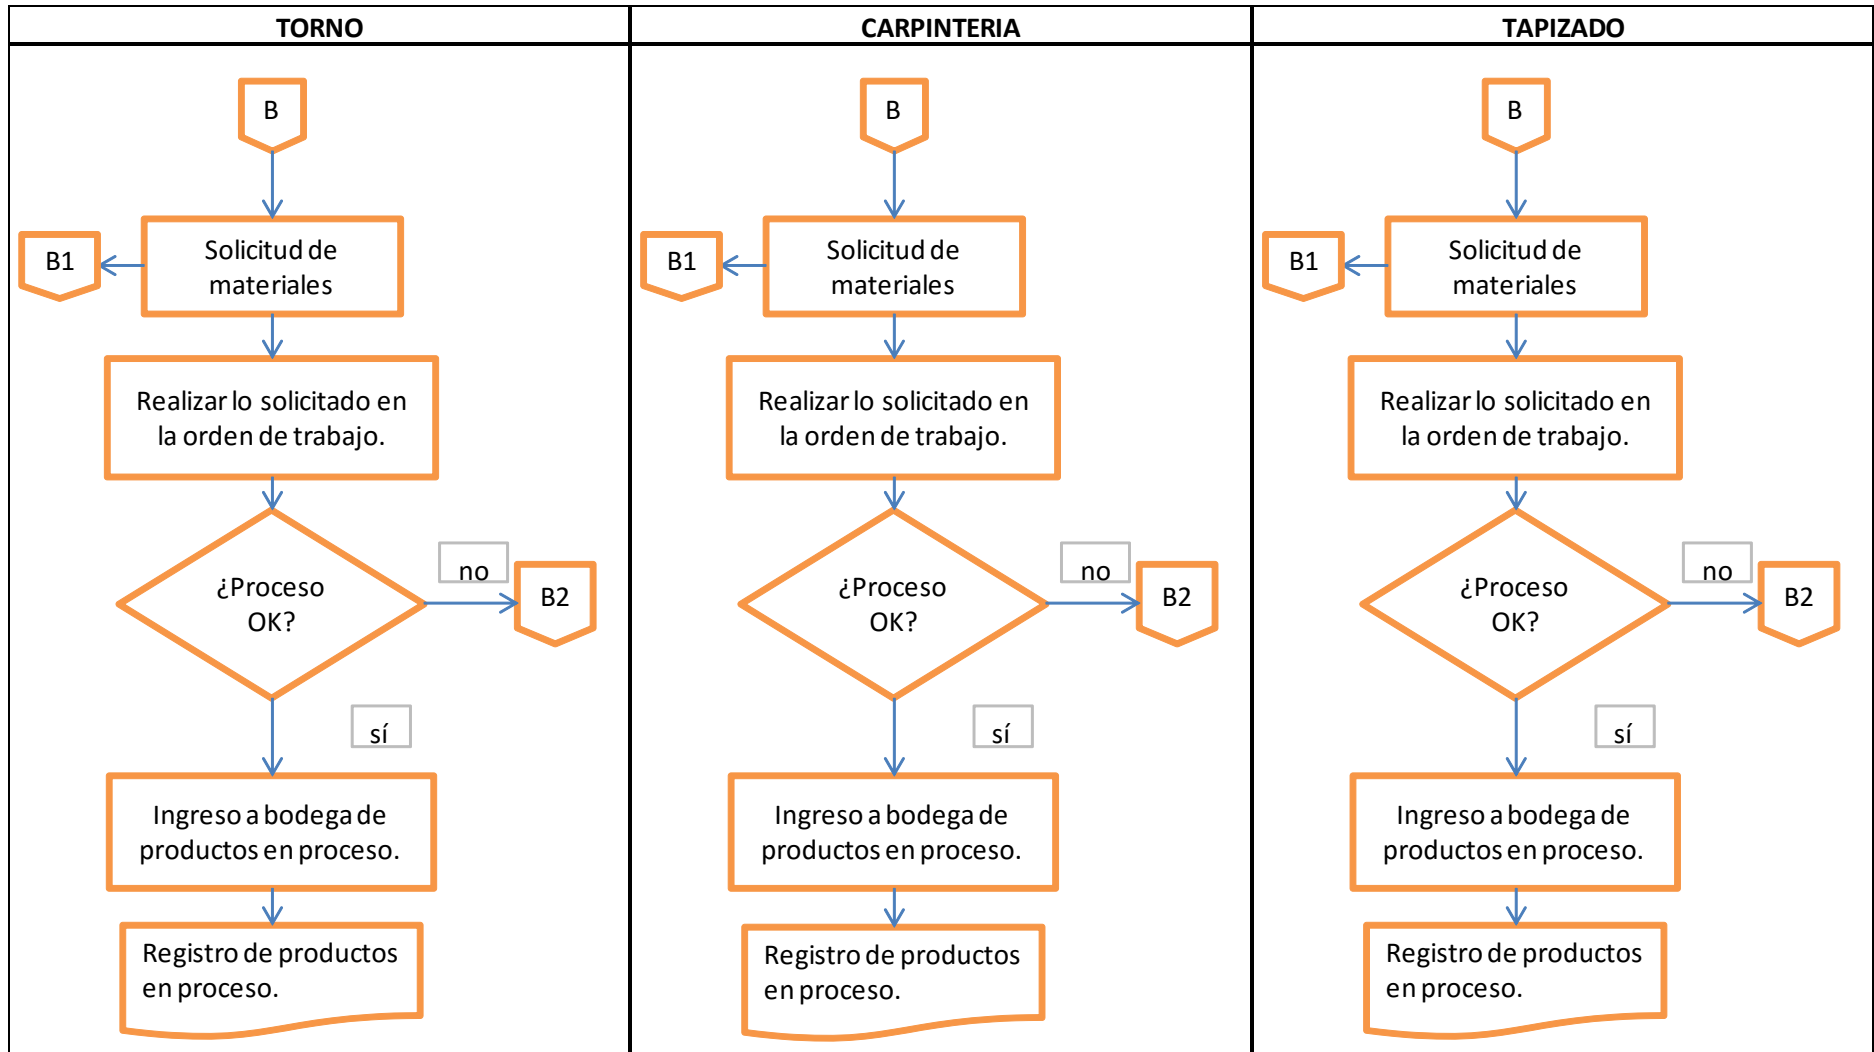 TORNO
B
B1
Solicitud de
materiales
Realizar lo solicitado en
la orden de trabajo.
¿Proceso
OK?
no
B2
sí
Ingreso a bodega de
productos en proceso.
Registro de productos
en proceso.
CARPINTERIA
B
B1
Solicitud de
materiales
Realizar lo solicitado en
la orden de trabajo.
¿Proceso
OK?
no
B2
sí
Ingreso a bodega de
productos en proceso.
Registro de productos
en proceso.
TAPIZADO
B
B1
Solicitud de
materiales
Realizar lo solicitado en
la orden de trabajo.
¿Proceso
OK?
no
B2
sí
Ingreso a bodega de
productos en proceso.
Registro de productos
en proceso.